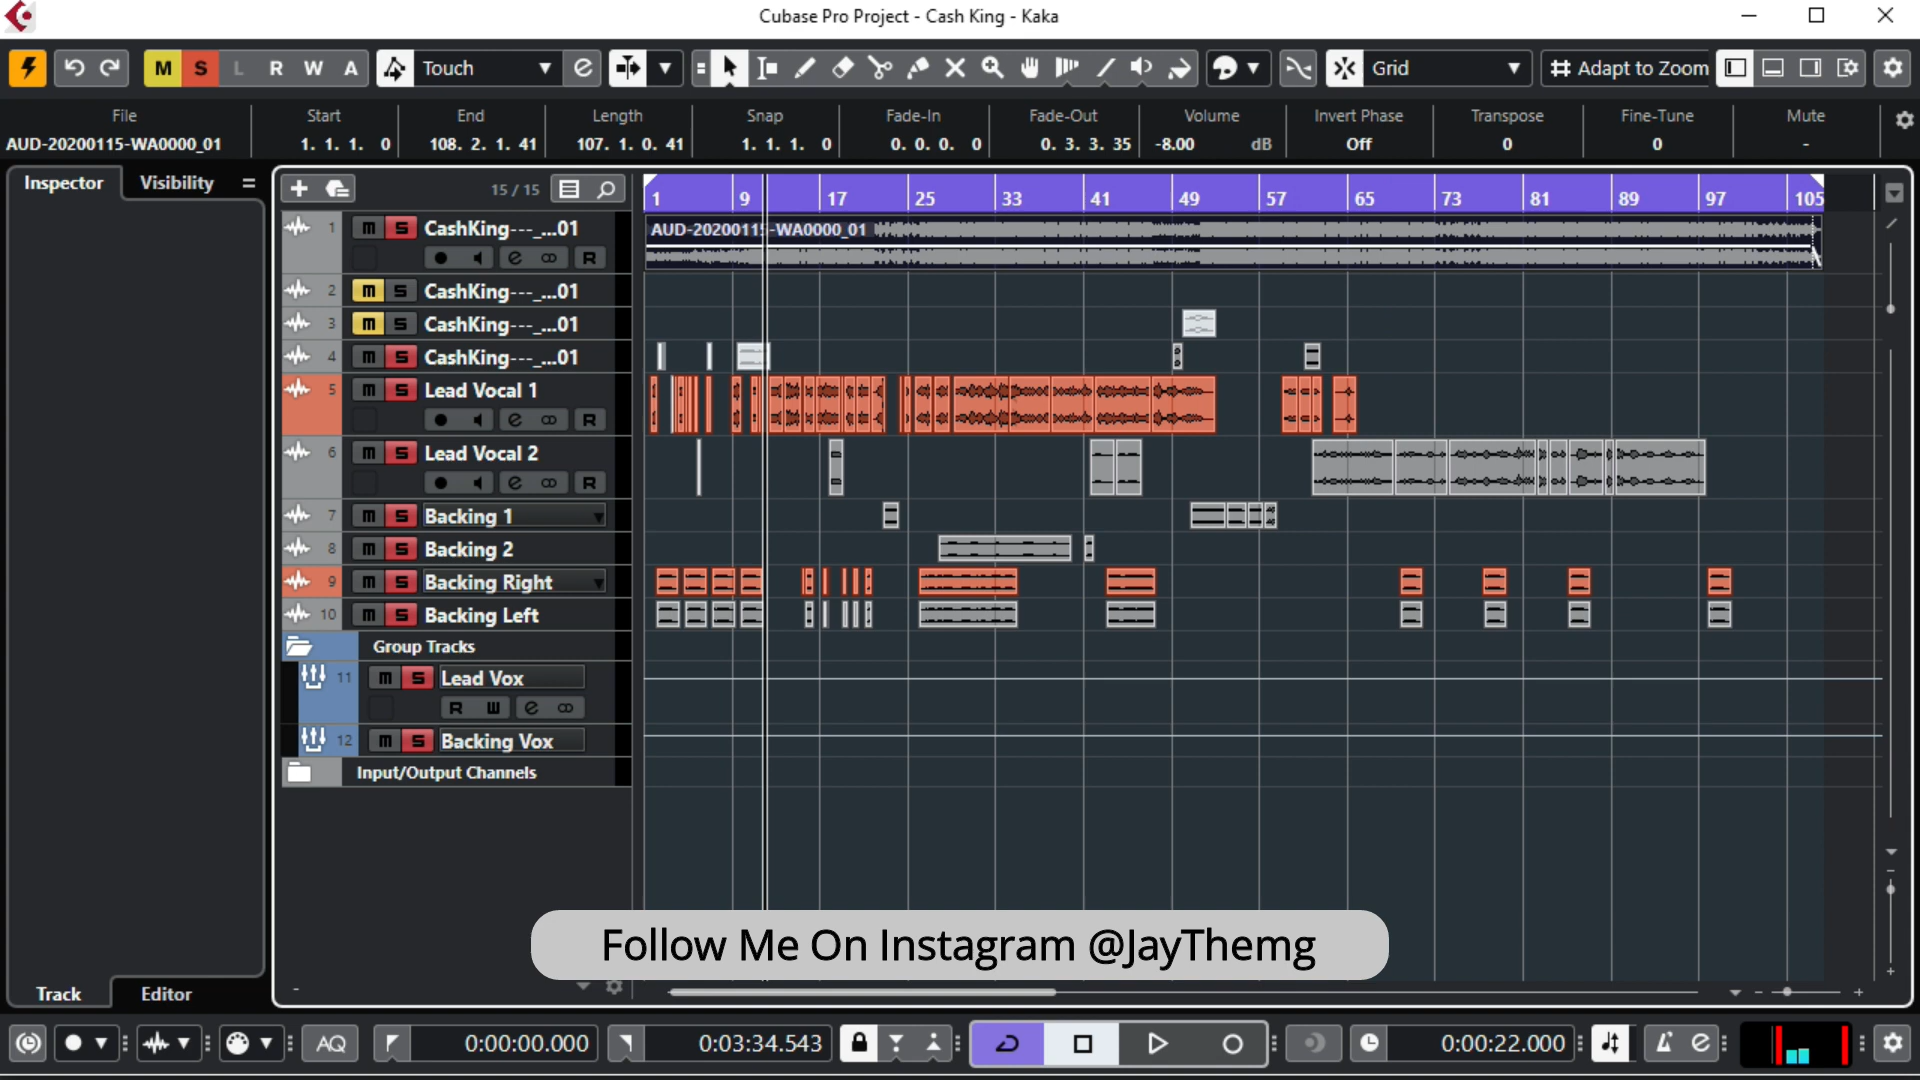 Cubase Pro Project - Cash King - Kaka
M S L R W A Touch Grid Adapt to Zoom
File Start End Length Snap Fade-In Fade-Out Volume Invert Phase Transpose Fine-Tune Mute
AUD-20200115-WA0000_01 1. 1. 1. 0 108. 2. 1. 41 107. 1. 0. 41 1. 1. 1. 0 0. 0. 0. 0 0. 3. 3. 35 -8.00 dB Off 0 0 -
Inspector Visibility 15 / 15
1 9 17 25 33 41 49 57 65 73 81 89 97 105
1 m S CashKing---_...01
AUD-20200115-WA0000_01
R
2 m S CashKing---_...01
3 m S CashKing---_...01
4 m S CashKing---_...01
5 m S Lead Vocal 1
R
6 m S Lead Vocal 2
R
7 m S Backing 1
8 m S Backing 2
9 m S Backing Right
10 m S Backing Left
Group Tracks
11 m S Lead Vox
R W
12 m S Backing Vox
Input/Output Channels
Follow Me On Instagram @JayThemg
Track Editor
AQ 0:00:00.000 0:03:34.543 0:00:22.000